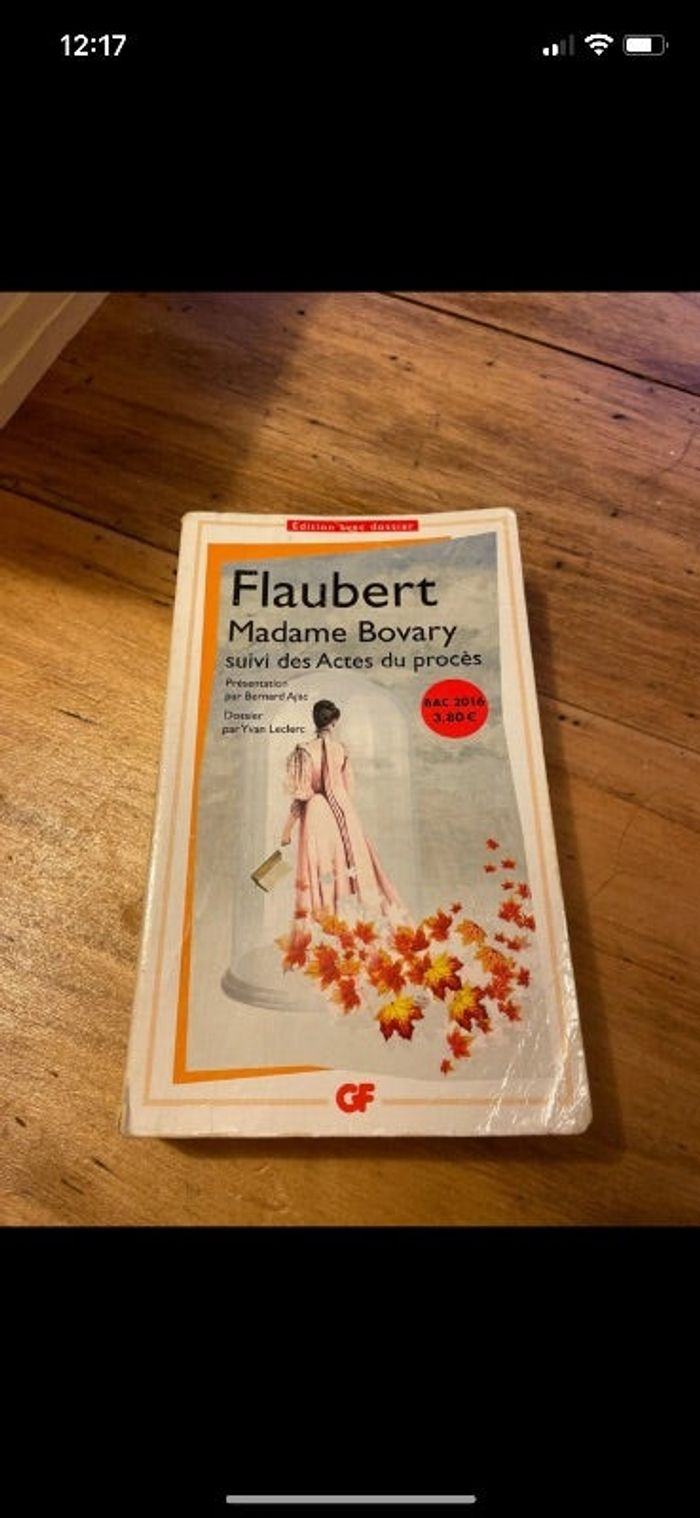 12:17
Édition avec dossier
Flaubert
Madame Bovary
suivi des Actes du procès
Présentation
par Bernard Ajac
Dossier
par Yvan Leclerc
BAC 2016
3,80 €
GF